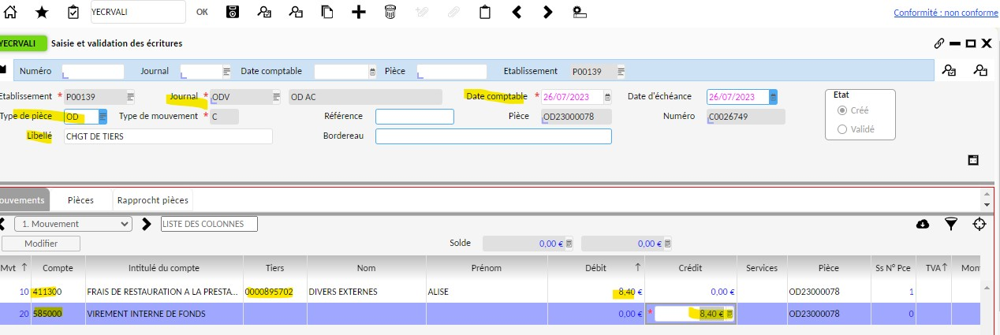 YECRVALI OK Conformité : non conforme
YECRVALI Saisie et validation des écritures
Numéro Journal Date comptable Pièce Etablissement P00139
Etablissement * P00139 Journal * ODV OD AC Date comptable * 26/07/2023 Date d'échéance 26/07/2023 Etat
Créé
Type de pièce OD Type de mouvement * C Référence Pièce OD23000078 Numéro C0026749
Validé
Libellé CHGT DE TIERS Bordereau
ouvements Pièces Rapprocht pièces
1. Mouvement LISTE DES COLONNES
Modifier Solde 0,00 € 0,00 €
Mvt ↑ Compte Intitulé du compte Tiers Nom Prénom Débit ↑ Crédit Services Pièce Ss N° Pce TVA↑ Mon
10 411300 FRAIS DE RESTAURATION A LA PRESTA... 0000895702 DIVERS EXTERNES ALISE 8,40 € 0,00 € OD23000078 1
20 585000 VIREMENT INTERNE DE FONDS 0,00 € * 8,40 € OD23000078 0